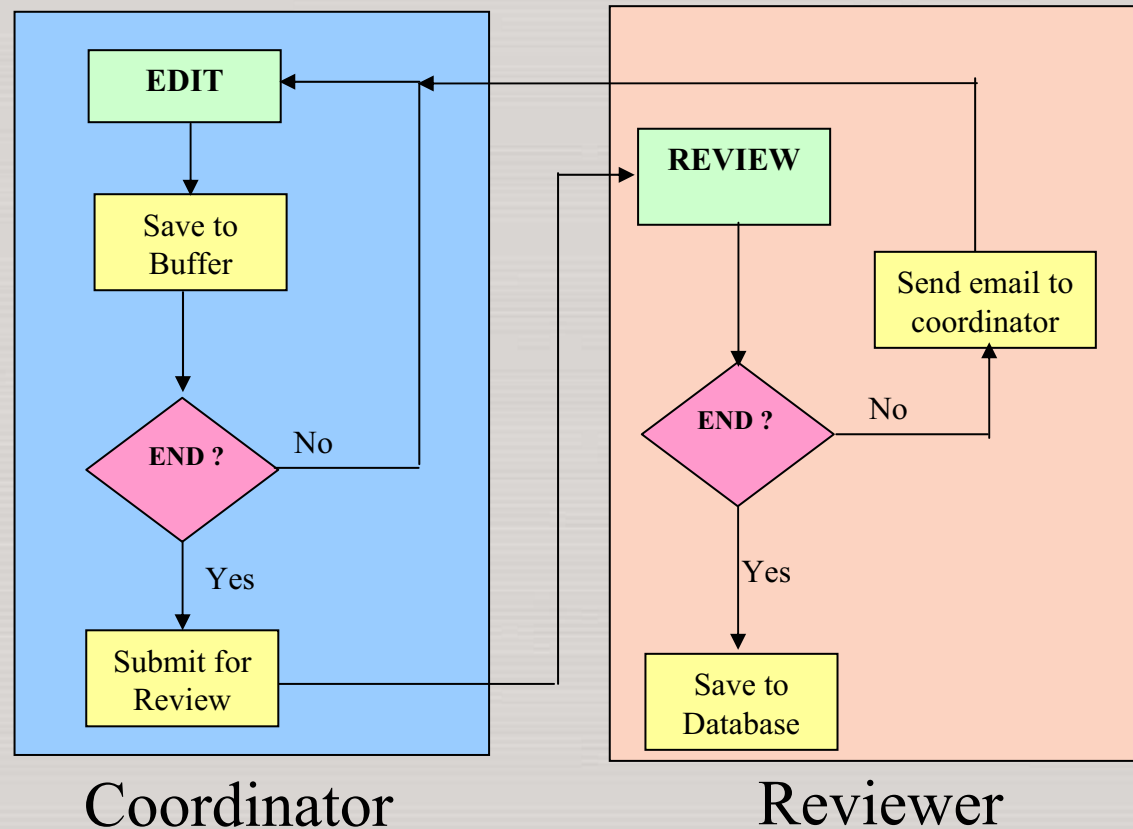 EDIT
Save to
Buffer
END ?
No
Yes
Submit for
Review
Coordinator
REVIEW
Send email to
coordinator
END ?
No
Yes
Save to
Database
Reviewer